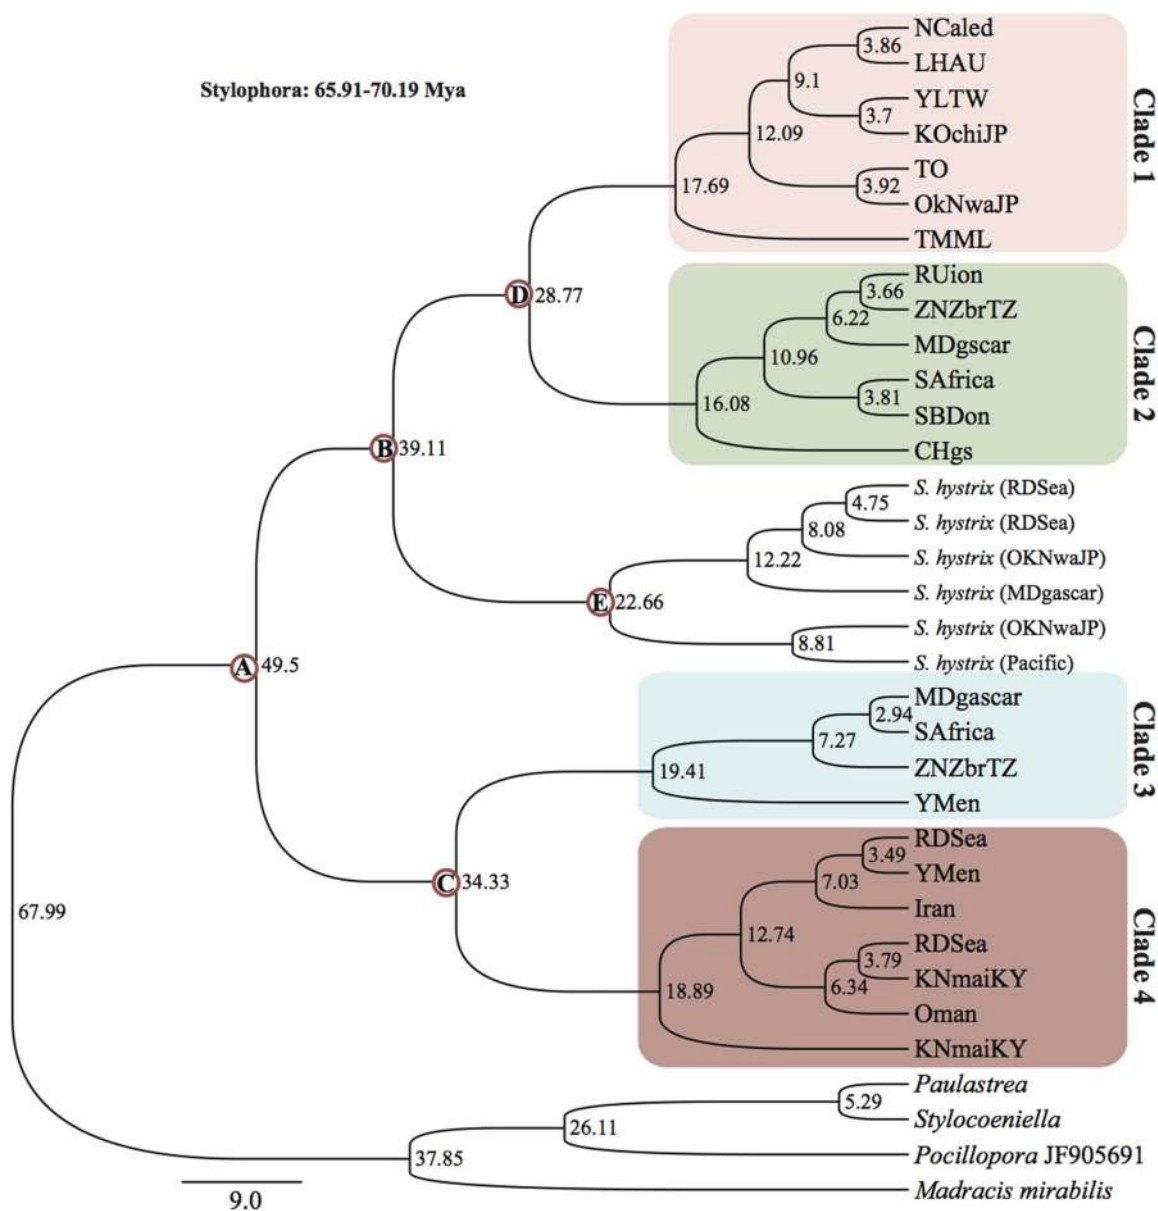 Stylophora: 65.91-70.19 Mya
NCaled
3.86
LHAU
9.1
YLTW
3.7
KOchiJP
12.09
TO
3.92
OkNwaJP
17.69
TMML
Clade 1
RUion
3.66
ZNZbrTZ
6.22
MDgscar
10.96
SAfrica
3.81
SBDon
16.08
CHgs
Clade 2
D
28.77
B
39.11
S. hystrix (RDSea)
4.75
S. hystrix (RDSea)
8.08
S. hystrix (OKNwaJP)
12.22
S. hystrix (MDgascar)
E
22.66
S. hystrix (OKNwaJP)
8.81
S. hystrix (Pacific)
A
49.5
MDgascar
2.94
SAfrica
7.27
ZNZbrTZ
19.41
YMen
Clade 3
C
34.33
RDSea
3.49
YMen
7.03
Iran
12.74
RDSea
3.79
KNmaiKY
6.34
Oman
18.89
KNmaiKY
Clade 4
67.99
Paulastrea
5.29
Stylocoeniella
26.11
Pocillopora JF905691
37.85
Madracis mirabilis
9.0